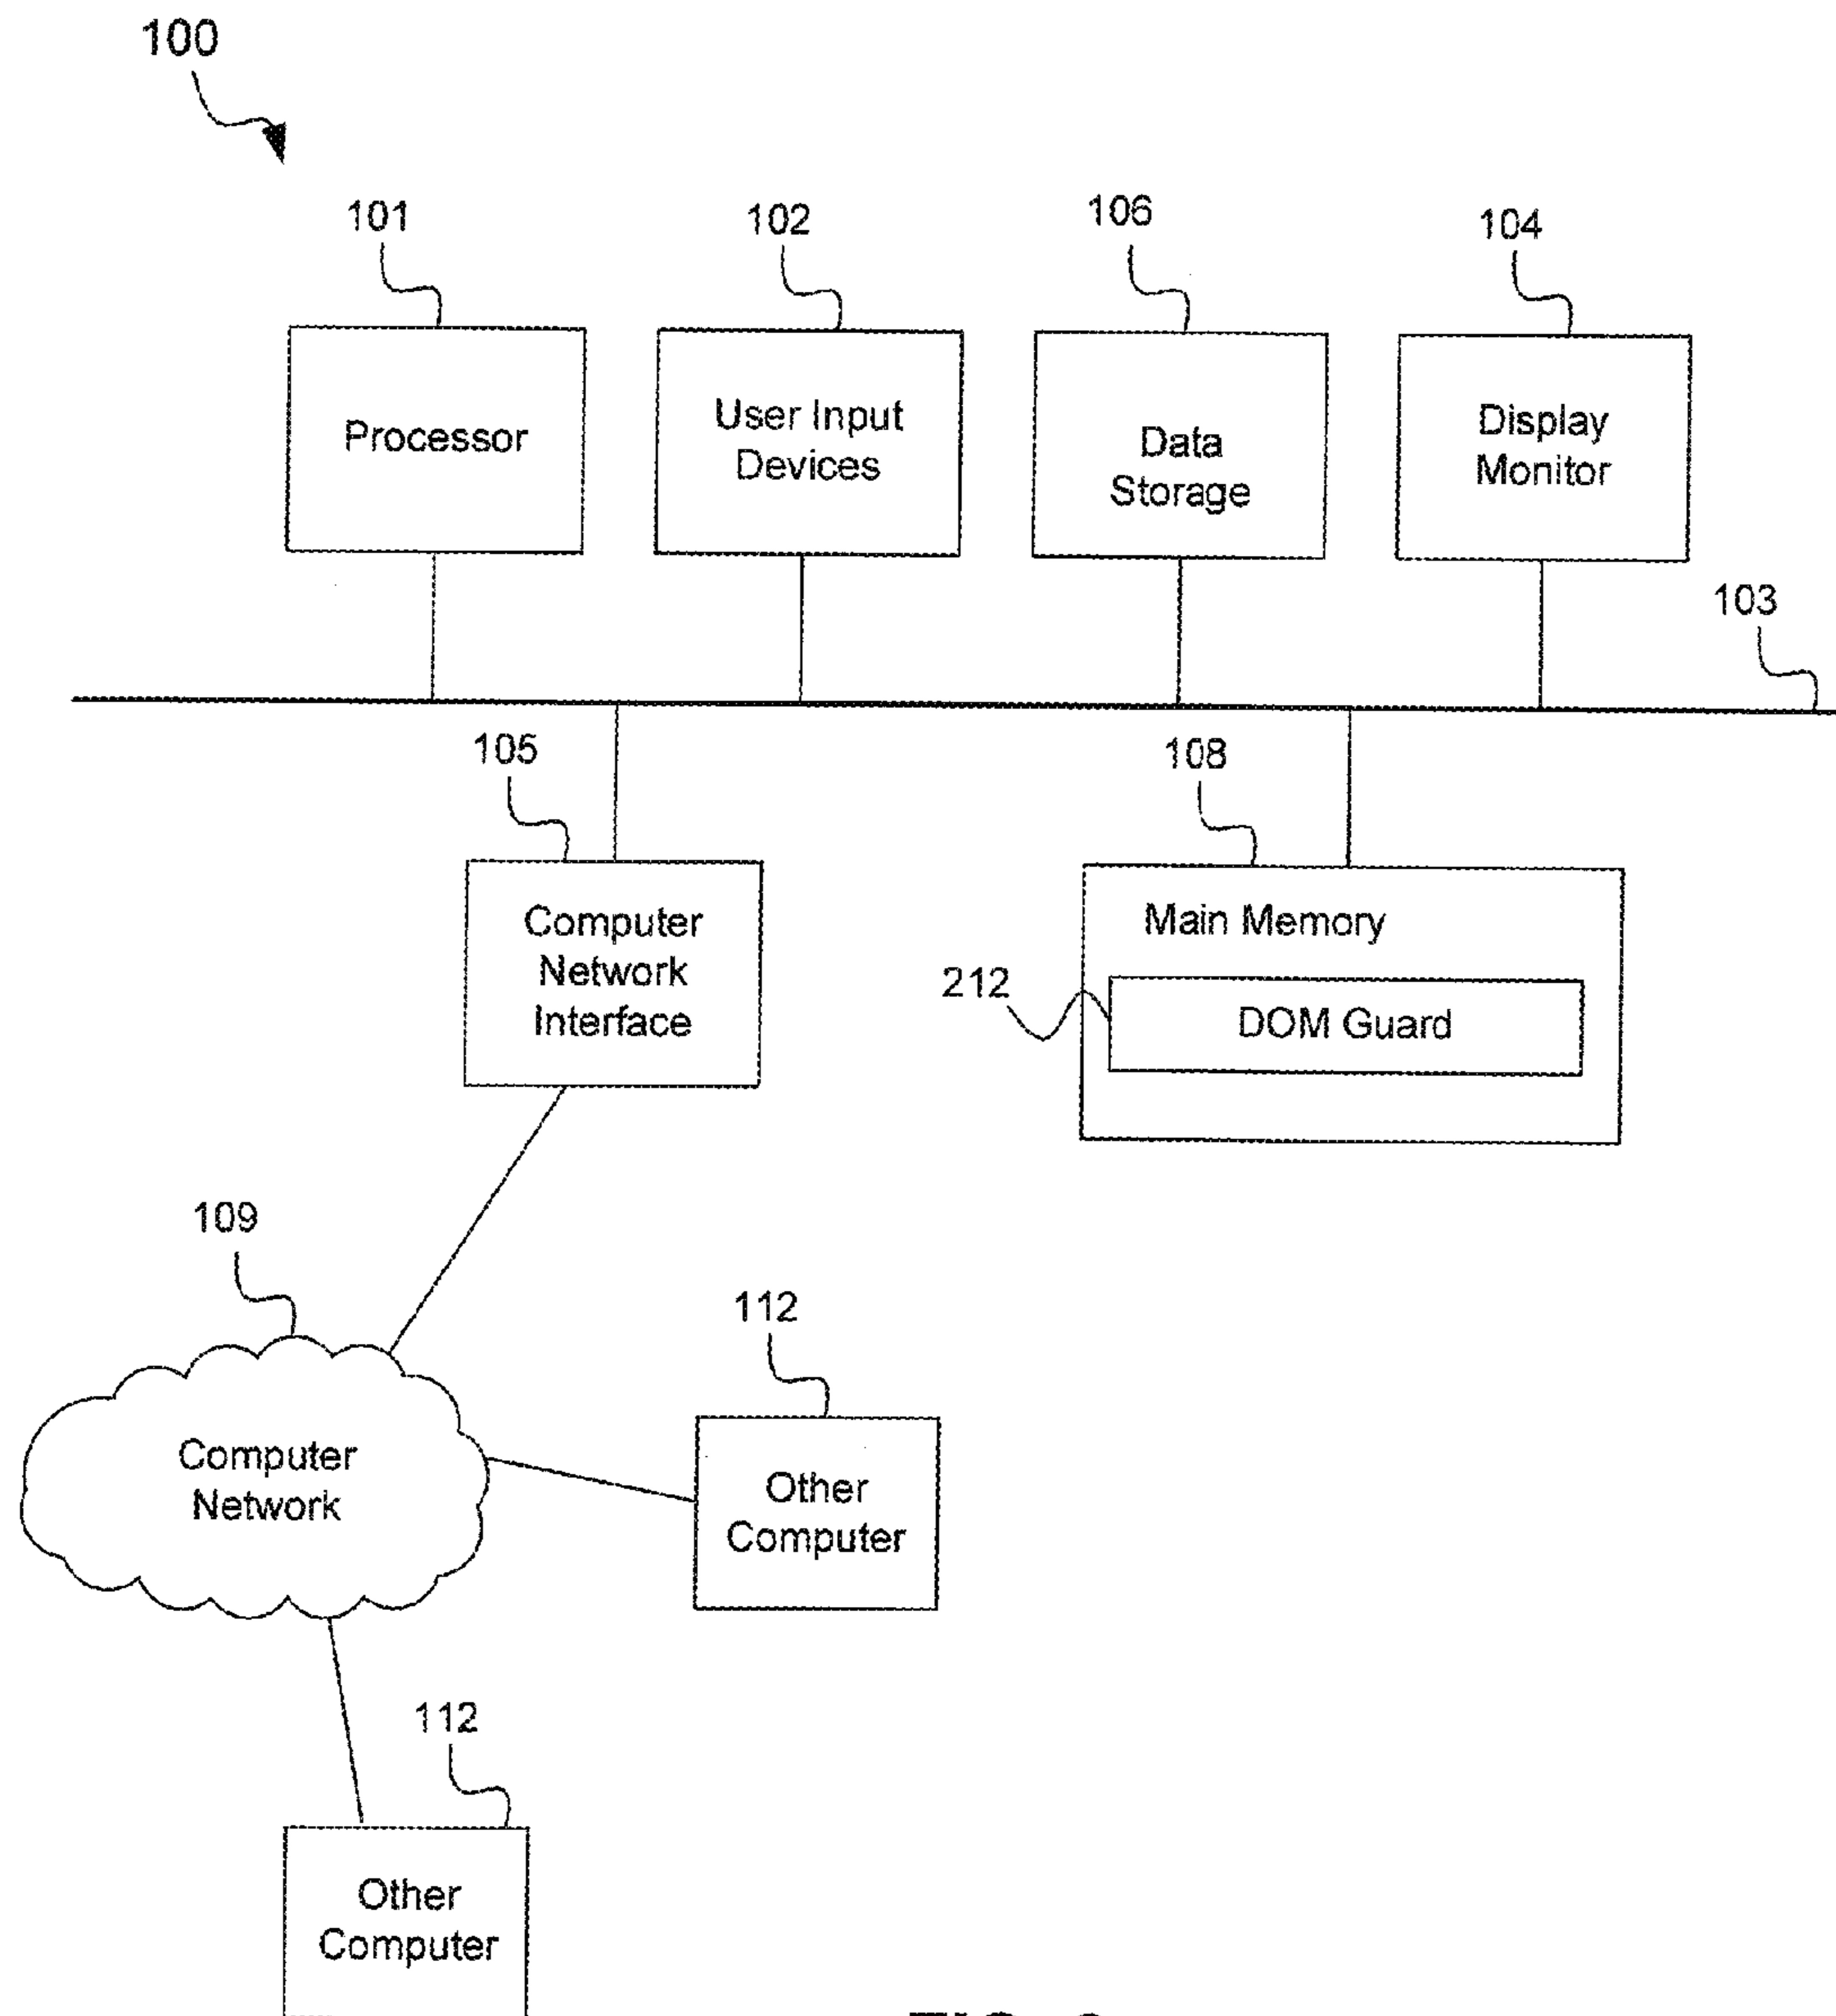 100
101
102
106
104
Processor
User Input
Devices
Data
Storage
Display
Monitor
103
105
108
Computer
Network
Interface
Main Memory
212
DOM Guard
109
112
Computer
Network
Other
Computer
112
Other
Computer